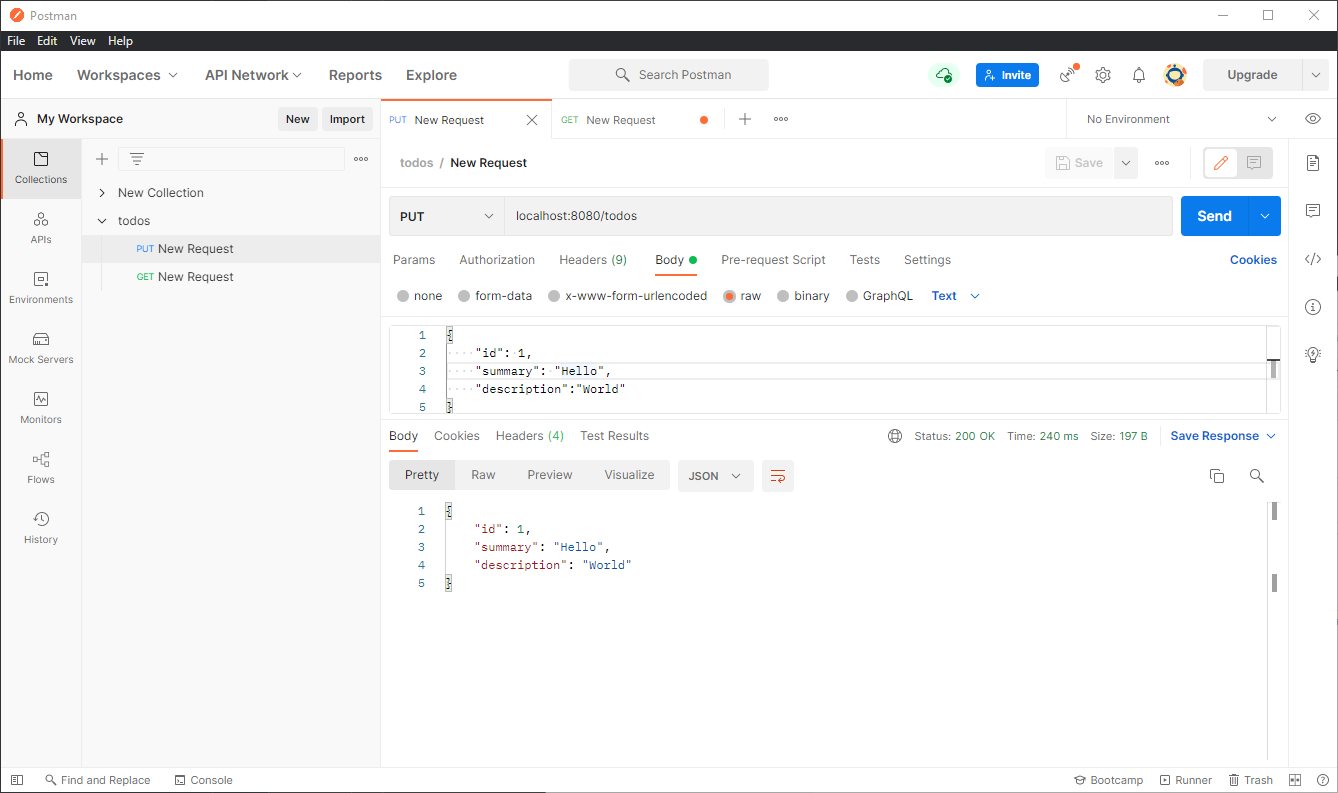 Postman
File Edit View Help
Home Workspaces API Network Reports Explore Search Postman Invite Upgrade
My Workspace New Import
PUT New Request GET New Request No Environment
Collections
APIs
Environments
Mock Servers
Monitors
Flows
History
New Collection
todos
PUT New Request
GET New Request
todos / New Request Save
PUT localhost:8080/todos Send
Params Authorization Headers (9) Body Pre-request Script Tests Settings Cookies
none form-data x-www-form-urlencoded raw binary GraphQL Text
1 {
2 "id": 1,
3 "summary": "Hello",
4 "description":"World"
5 }
Body Cookies Headers (4) Test Results Status: 200 OK Time: 240 ms Size: 197 B Save Response
Pretty Raw Preview Visualize JSON
1 {
2 "id": 1,
3 "summary": "Hello",
4 "description": "World"
5 }
Find and Replace Console Bootcamp Runner Trash